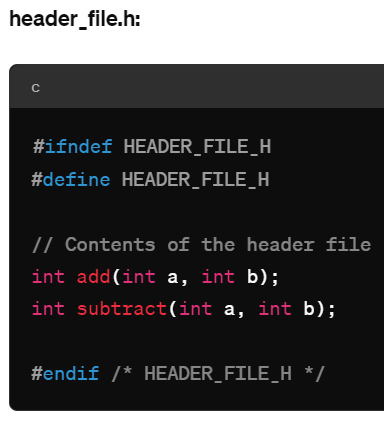 header_file.h:
c
#ifndef HEADER_FILE_H
#define HEADER_FILE_H
// Contents of the header file
int add(int a, int b);
int subtract(int a, int b);
#endif /* HEADER_FILE_H */